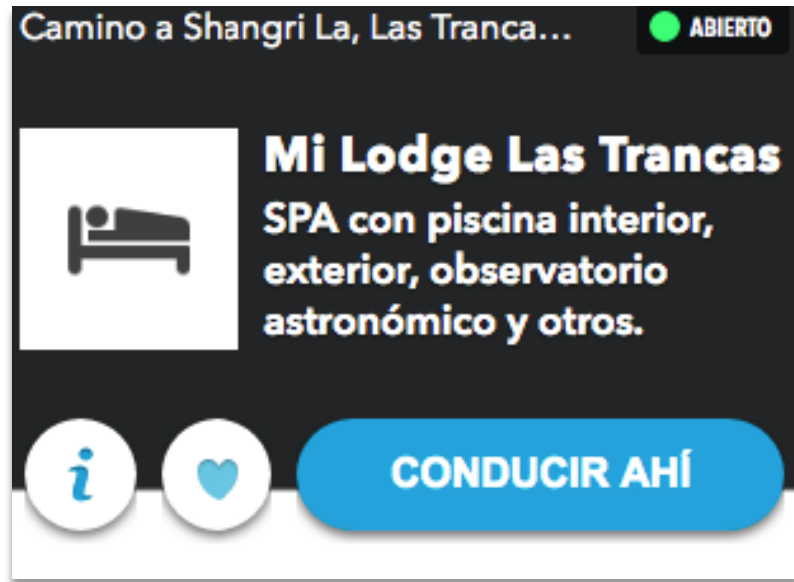 Camino a Shangri La, Las Tranca...
ABIERTO
Mi Lodge Las Trancas
SPA con piscina interior,
exterior, observatorio
astronómico y otros.
i
CONDUCIR AHÍ